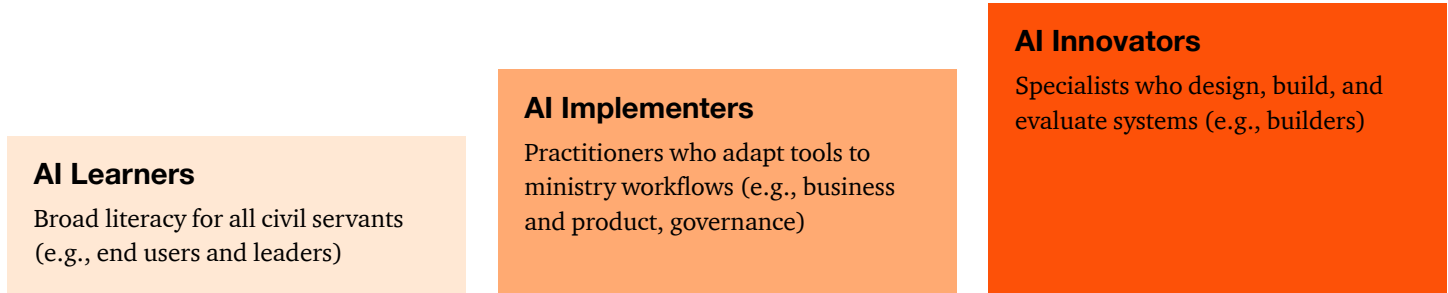 AI Learners
Broad literacy for all civil servants
(e.g., end users and leaders)
AI Implementers
Practitioners who adapt tools to
ministry workflows (e.g., business
and product, governance)
AI Innovators
Specialists who design, build, and
evaluate systems (e.g., builders)